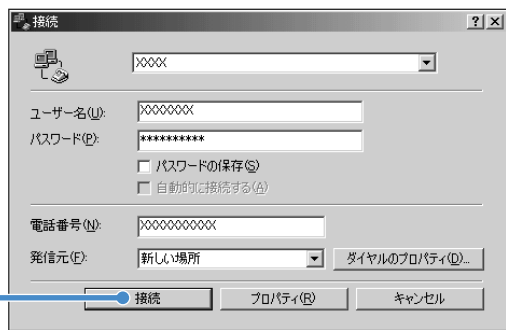 接続
XXXX
ユーザー名(U):
XXXXXXX
パスワード(P):
**********
パスワードの保存(S)
自動的に接続する(A)
電話番号(N):
XXXXXXXXXX
発信元(F):
新しい場所
ダイヤルのプロパティ(D)...
接続
プロパティ(R)
キャンセル